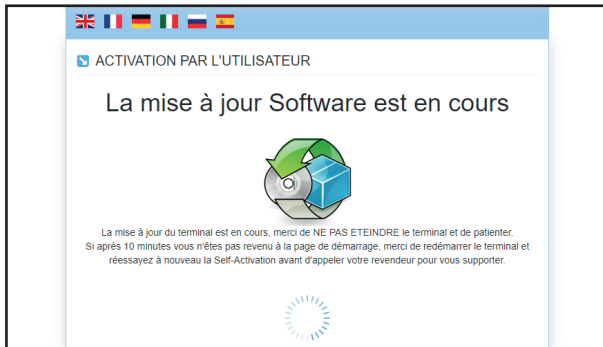 ACTIVATION PAR L'UTILISATEUR
La mise à jour Software est en cours
La mise à jour du terminal est en cours, merci de NE PAS ETEINDRE le terminal et de patienter.
Si après 10 minutes vous n'êtes pas revenu à la page de démarrage, merci de redémarrer le terminal et
réessayez à nouveau la Self-Activation avant d'appeler votre revendeur pour vous supporter.